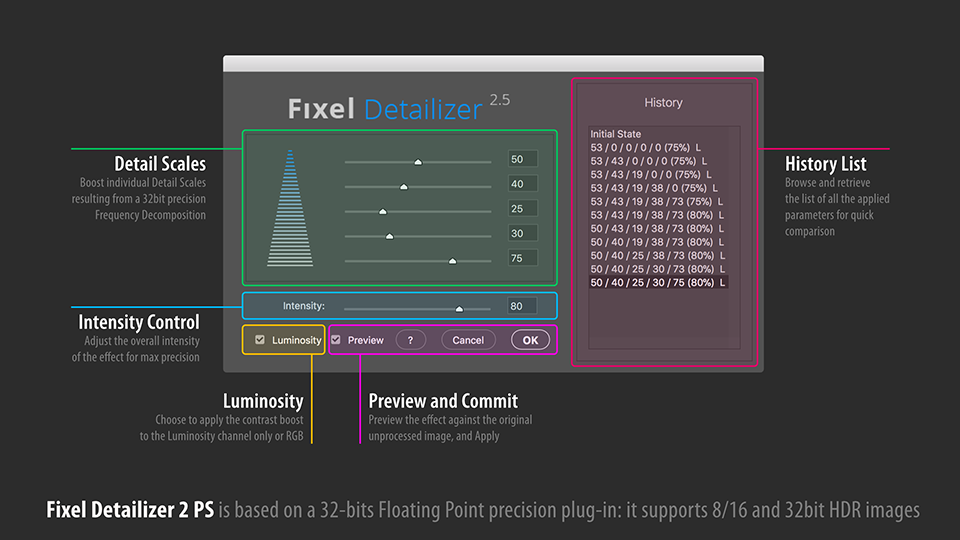 Fixel Detailizer 2.5
50
40
25
30
75
Intensity:
80
Luminosity
Preview
?
Cancel
OK
History
Initial State
53 / 0 / 0 / 0 / 0 (75%) L
53 / 43 / 0 / 0 / 0 (75%) L
53 / 43 / 19 / 0 / 0 (75%) L
53 / 43 / 19 / 38 / 0 (75%) L
53 / 43 / 19 / 38 / 73 (75%) L
53 / 43 / 19 / 38 / 73 (80%) L
50 / 43 / 19 / 38 / 73 (80%) L
50 / 40 / 19 / 38 / 73 (80%) L
50 / 40 / 25 / 38 / 73 (80%) L
50 / 40 / 25 / 30 / 73 (80%) L
50 / 40 / 25 / 30 / 75 (80%) L
Detail Scales
Boost individual Detail Scales
resulting from a 32bit precision
Frequency Decomposition
History List
Browse and retrieve
the list of all the applied
parameters for quick
comparison
Intensity Control
Adjust the overall intensity
of the effect for max precision
Luminosity
Choose to apply the contrast boost
to the Luminosity channel only or RGB
Preview and Commit
Preview the effect against the original
unprocessed image, and Apply
Fixel Detailizer 2 PS is based on a 32-bits Floating Point precision plug-in: it supports 8/16 and 32bit HDR images